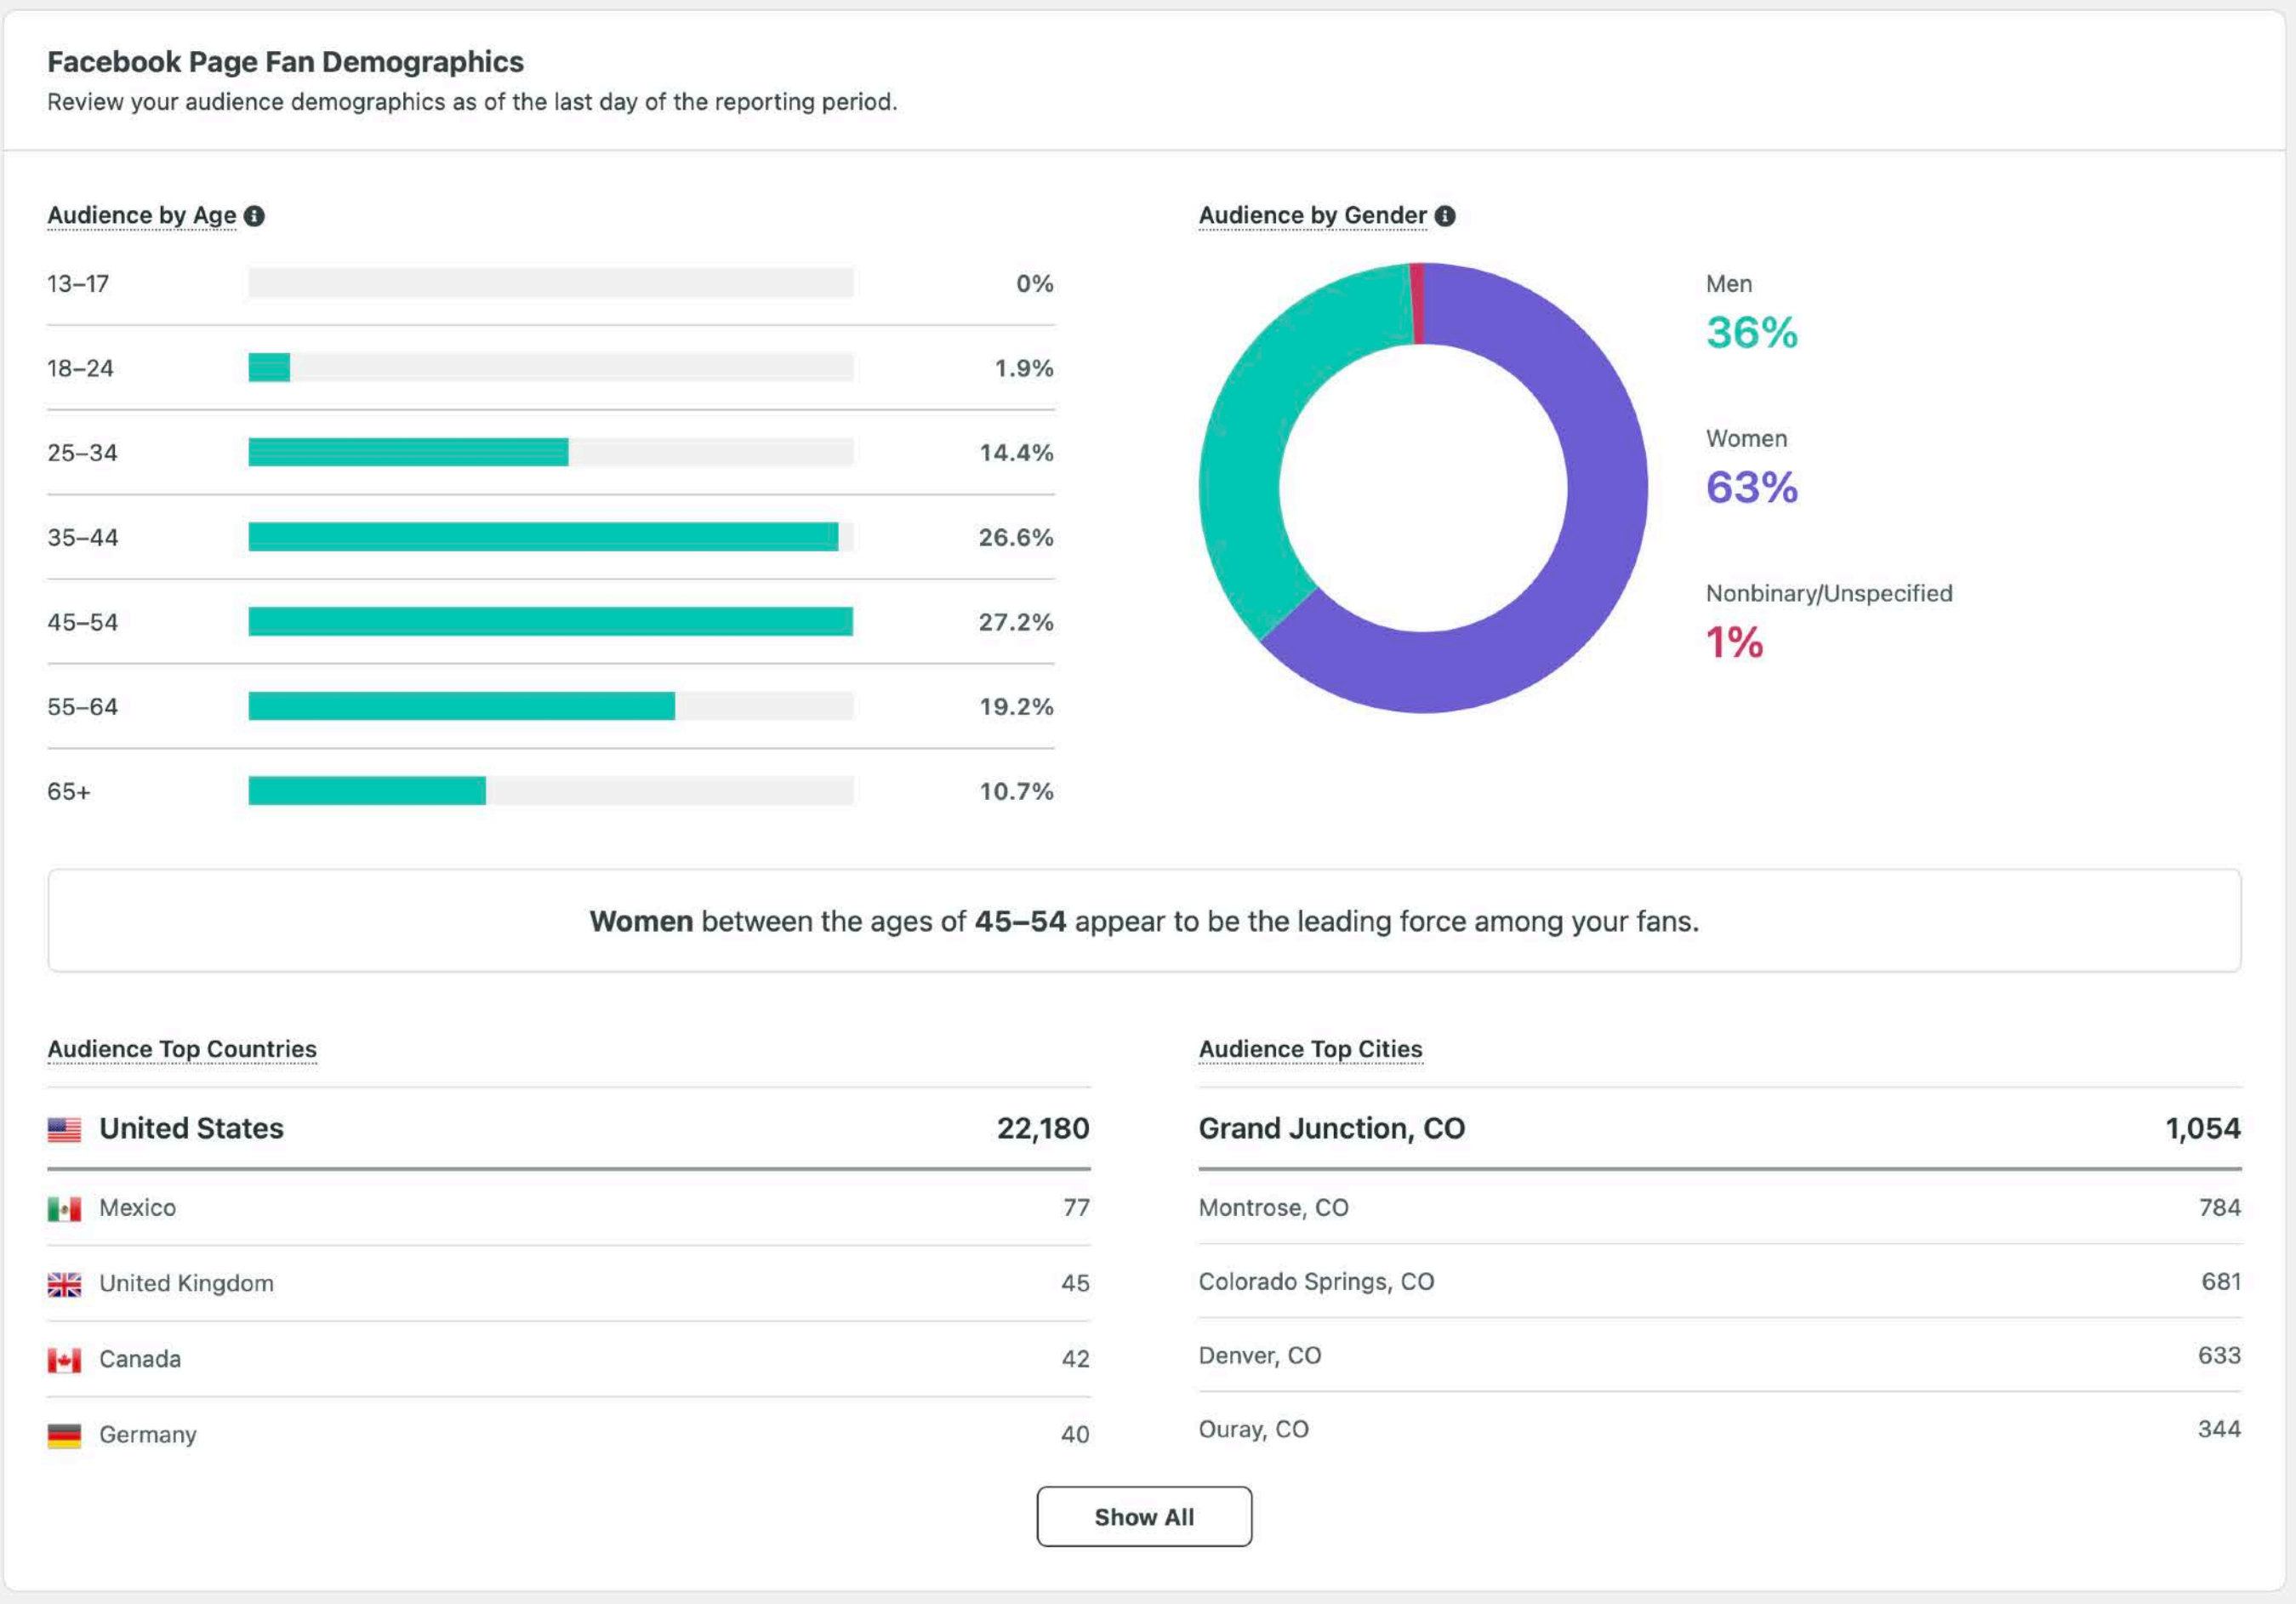 Facebook Page Fan Demographics
Review your audience demographics as of the last day of the reporting period.
Audience by Age
13–17 0%
18–24 1.9%
25–34 14.4%
35–44 26.6%
45–54 27.2%
55–64 19.2%
65+ 10.7%
Audience by Gender
Men
36%
Women
63%
Nonbinary/Unspecified
1%
Women between the ages of 45–54 appear to be the leading force among your fans.
Audience Top Countries
United States 22,180
Mexico 77
United Kingdom 45
Canada 42
Germany 40
Audience Top Cities
Grand Junction, CO 1,054
Montrose, CO 784
Colorado Springs, CO 681
Denver, CO 633
Ouray, CO 344
Show All